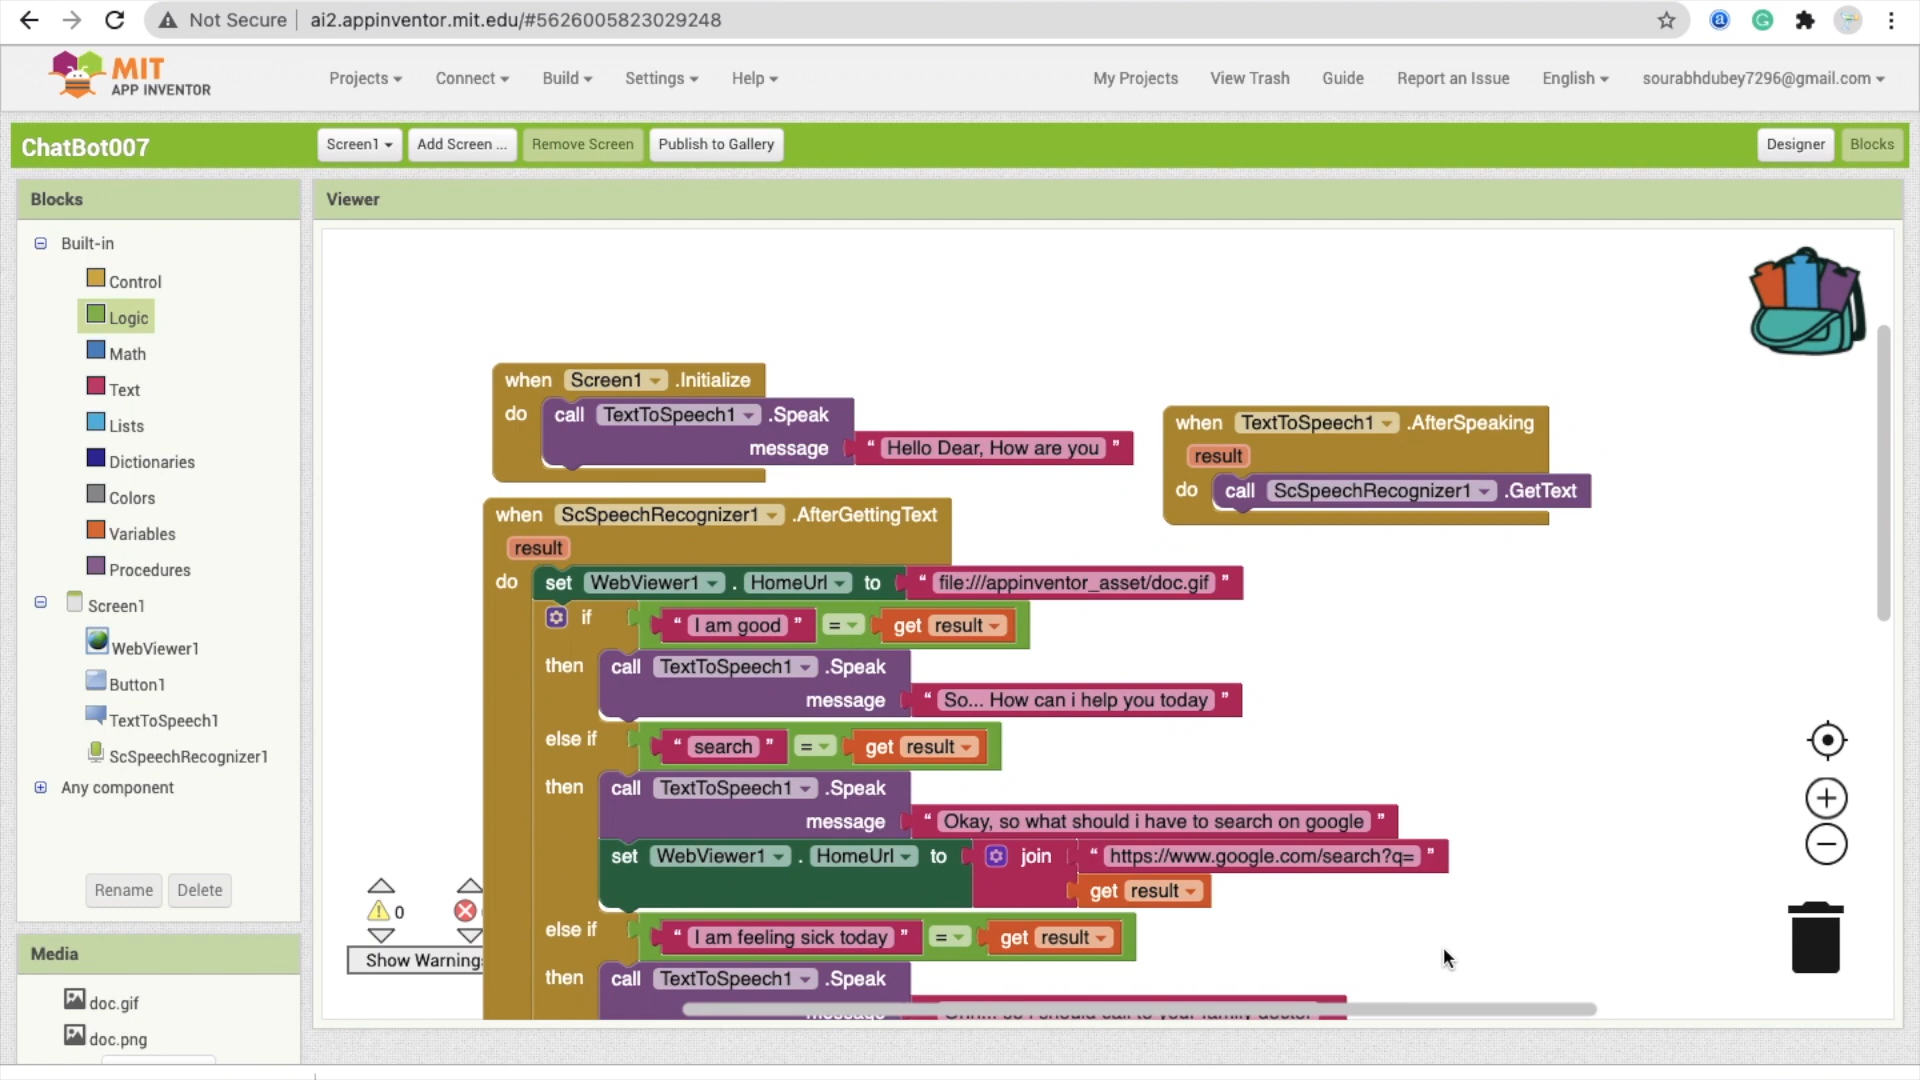 Not Secure | ai2.appinventor.mit.edu/#5626005823029248
MIT
APP INVENTOR
Projects Connect Build Settings Help My Projects View Trash Guide Report an Issue English sourabhdubey7296@gmail.com
ChatBot007
Screen1 Add Screen ... Remove Screen Publish to Gallery Designer Blocks
Blocks
Viewer
Built-in
Control
Logic
Math
Text
Lists
Dictionaries
Colors
Variables
Procedures
Screen1
WebViewer1
Button1
TextToSpeech1
ScSpeechRecognizer1
Any component
Rename Delete
Media
doc.gif
doc.png
when Screen1 .Initialize
do call TextToSpeech1 .Speak
message “ Hello Dear, How are you ”
when TextToSpeech1 .AfterSpeaking
result
do call ScSpeechRecognizer1 .GetText
when ScSpeechRecognizer1 .AfterGettingText
result
do set WebViewer1 . HomeUrl to “ file:///appinventor_asset/doc.gif ”
if “ I am good ” = get result
then call TextToSpeech1 .Speak
message “ So... How can i help you today ”
else if “ search ” = get result
then call TextToSpeech1 .Speak
message “ Okay, so what should i have to search on google ”
set WebViewer1 . HomeUrl to join “ https://www.google.com/search?q= ”
get result
else if “ I am feeling sick today ” = get result
then call TextToSpeech1 .Speak
0
Show Warning